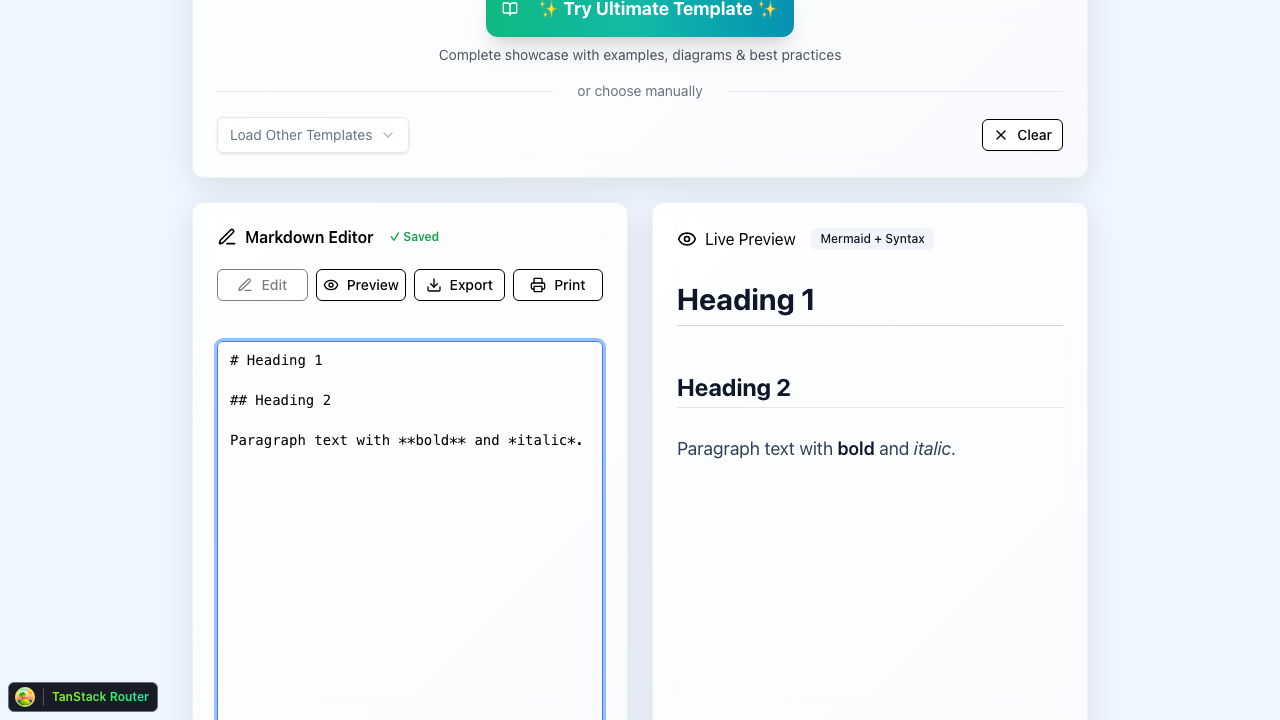 ✨ Try Ultimate Template ✨
Complete showcase with examples, diagrams & best practices
or choose manually
Load Other Templates
Clear
Markdown Editor
✓ Saved
Edit
Preview
Export
Print
# Heading 1
## Heading 2
Paragraph text with **bold** and *italic*.
Live Preview
Mermaid + Syntax
Heading 1
Heading 2
Paragraph text with bold and italic.
TanStack Router